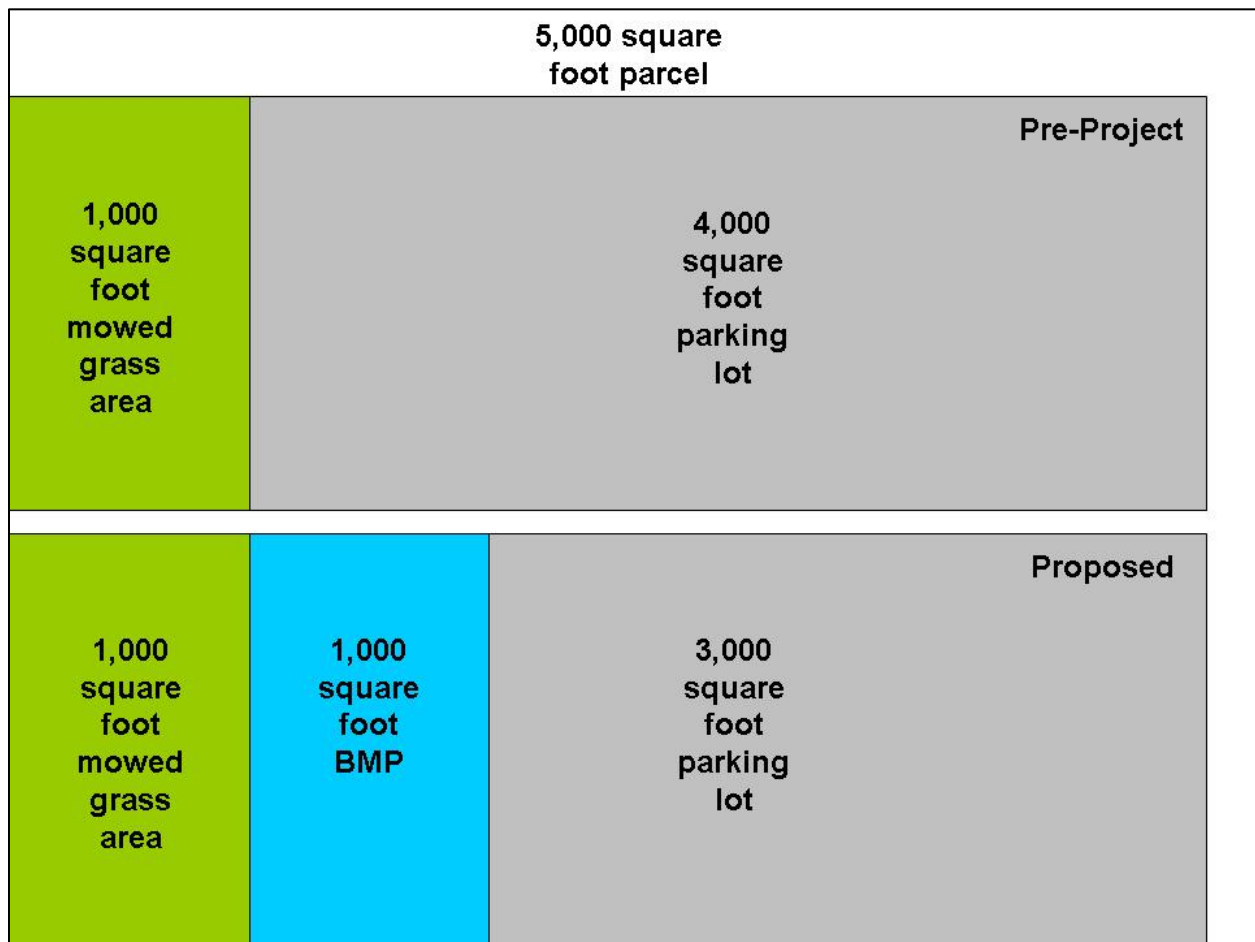 5,000 square
foot parcel
Pre-Project
1,000
square
foot
mowed
grass
area
4,000
square
foot
parking
lot
Proposed
1,000
square
foot
mowed
grass
area
1,000
square
foot
BMP
3,000
square
foot
parking
lot